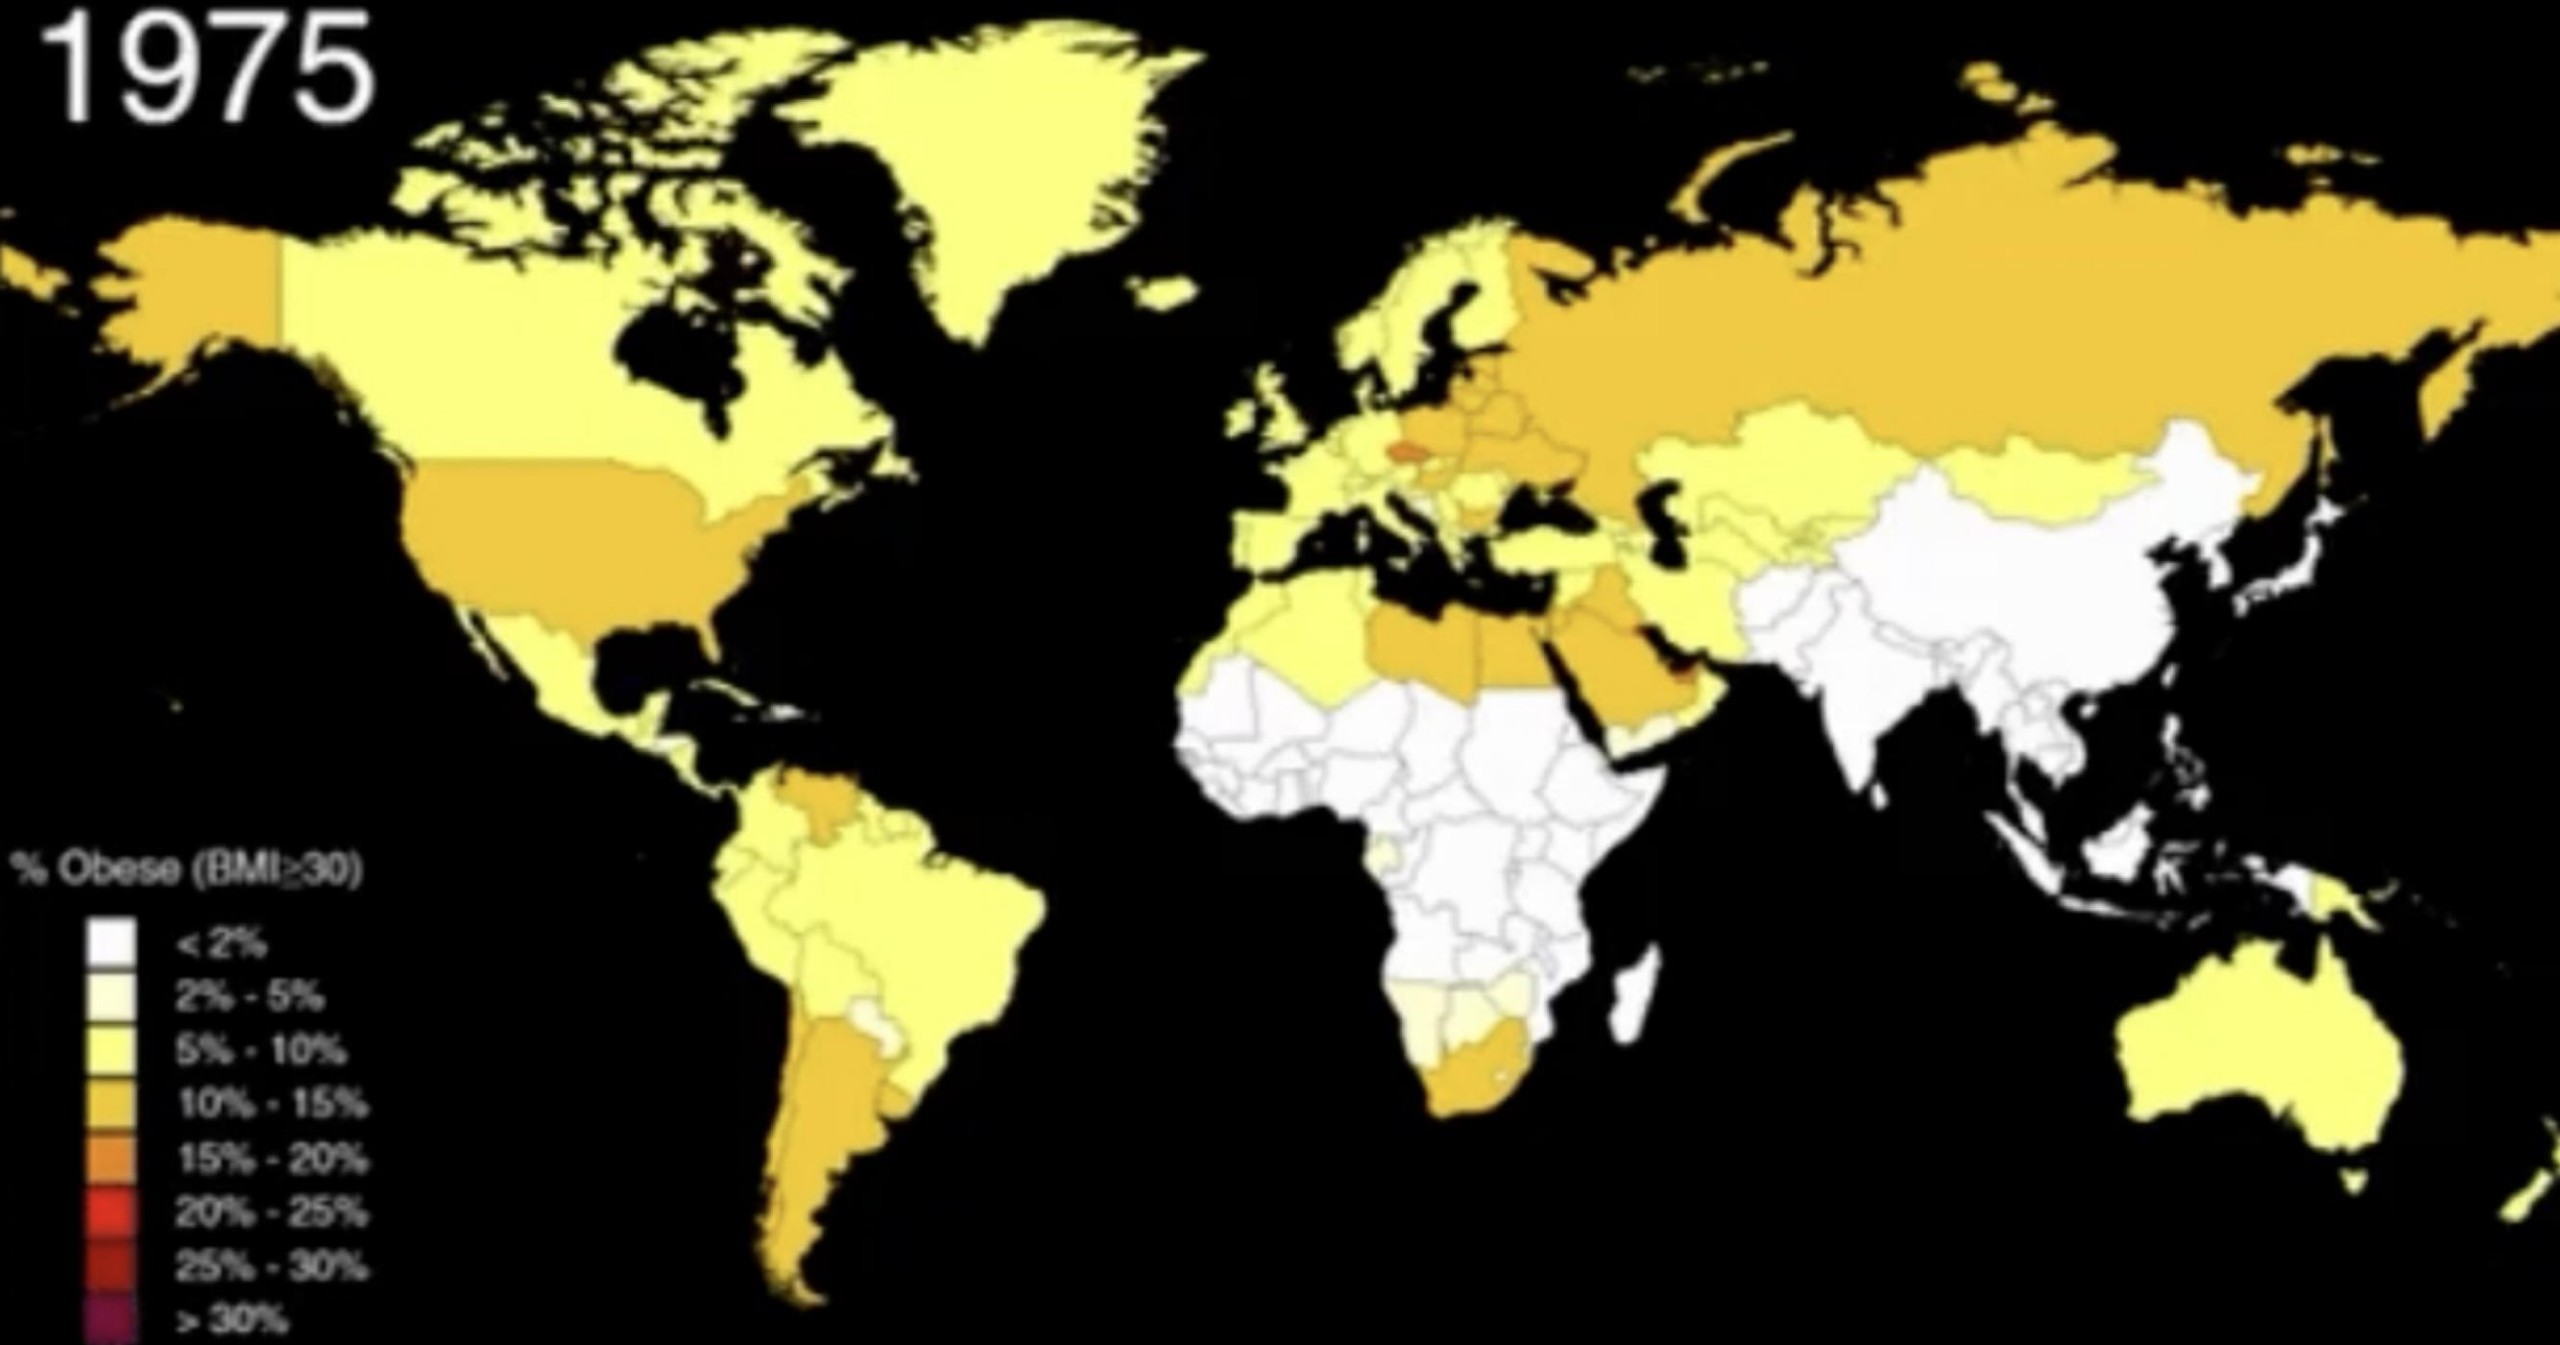 1975
% Obese (BMI≥30)
< 2%
2% - 5%
5% - 10%
10% - 15%
15% - 20%
20% - 25%
25% - 30%
> 30%